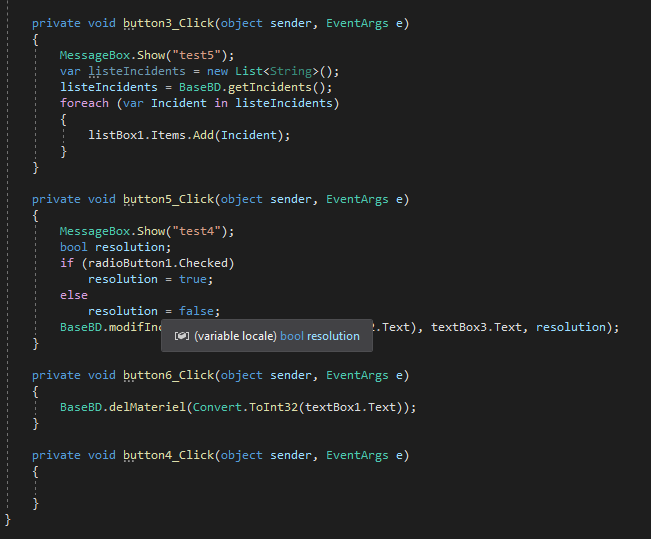 private void button3_Click(object sender, EventArgs e)
{
MessageBox.Show("test5");
var listeIncidents = new List<String>();
listeIncidents = BaseBD.getIncidents();
foreach (var Incident in listeIncidents)
{
listBox1.Items.Add(Incident);
}
}
private void button5_Click(object sender, EventArgs e)
{
MessageBox.Show("test4");
bool resolution;
if (radioButton1.Checked)
resolution = true;
else
resolution = false;
BaseBD.modifInc 2.Text), textBox3.Text, resolution);
(variable locale) bool resolution
}
private void button6_Click(object sender, EventArgs e)
{
BaseBD.delMateriel(Convert.ToInt32(textBox1.Text));
}
private void button4_Click(object sender, EventArgs e)
{
}
}